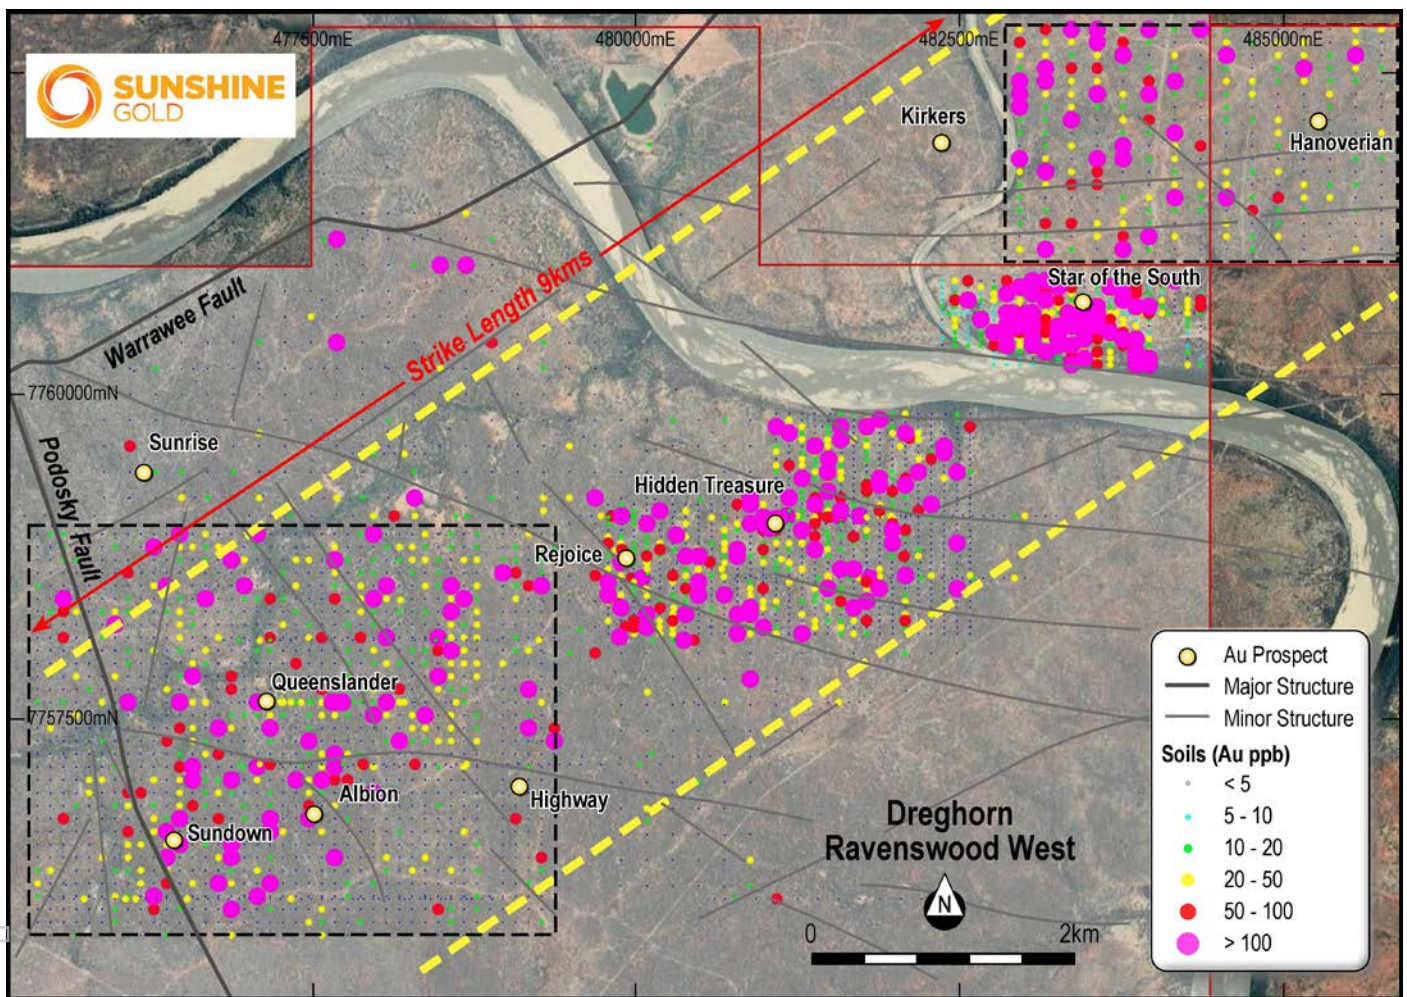 477500mE
480000mE
482500mE
485000mE
SUNSHINE
GOLD
Kirkers
Hanoverian
Star of the South
Strike Length 9kms
Warrawee Fault
7760000mN
Sunrise
Podosky Fault
Hidden Treasure
Rejoice
Queenslander
7757500mN
Albion
Highway
Sundown
Dreghorn
Ravenswood West
N
0
2km
Au Prospect
Major Structure
Minor Structure
Soils (Au ppb)
< 5
5 - 10
10 - 20
20 - 50
50 - 100
> 100